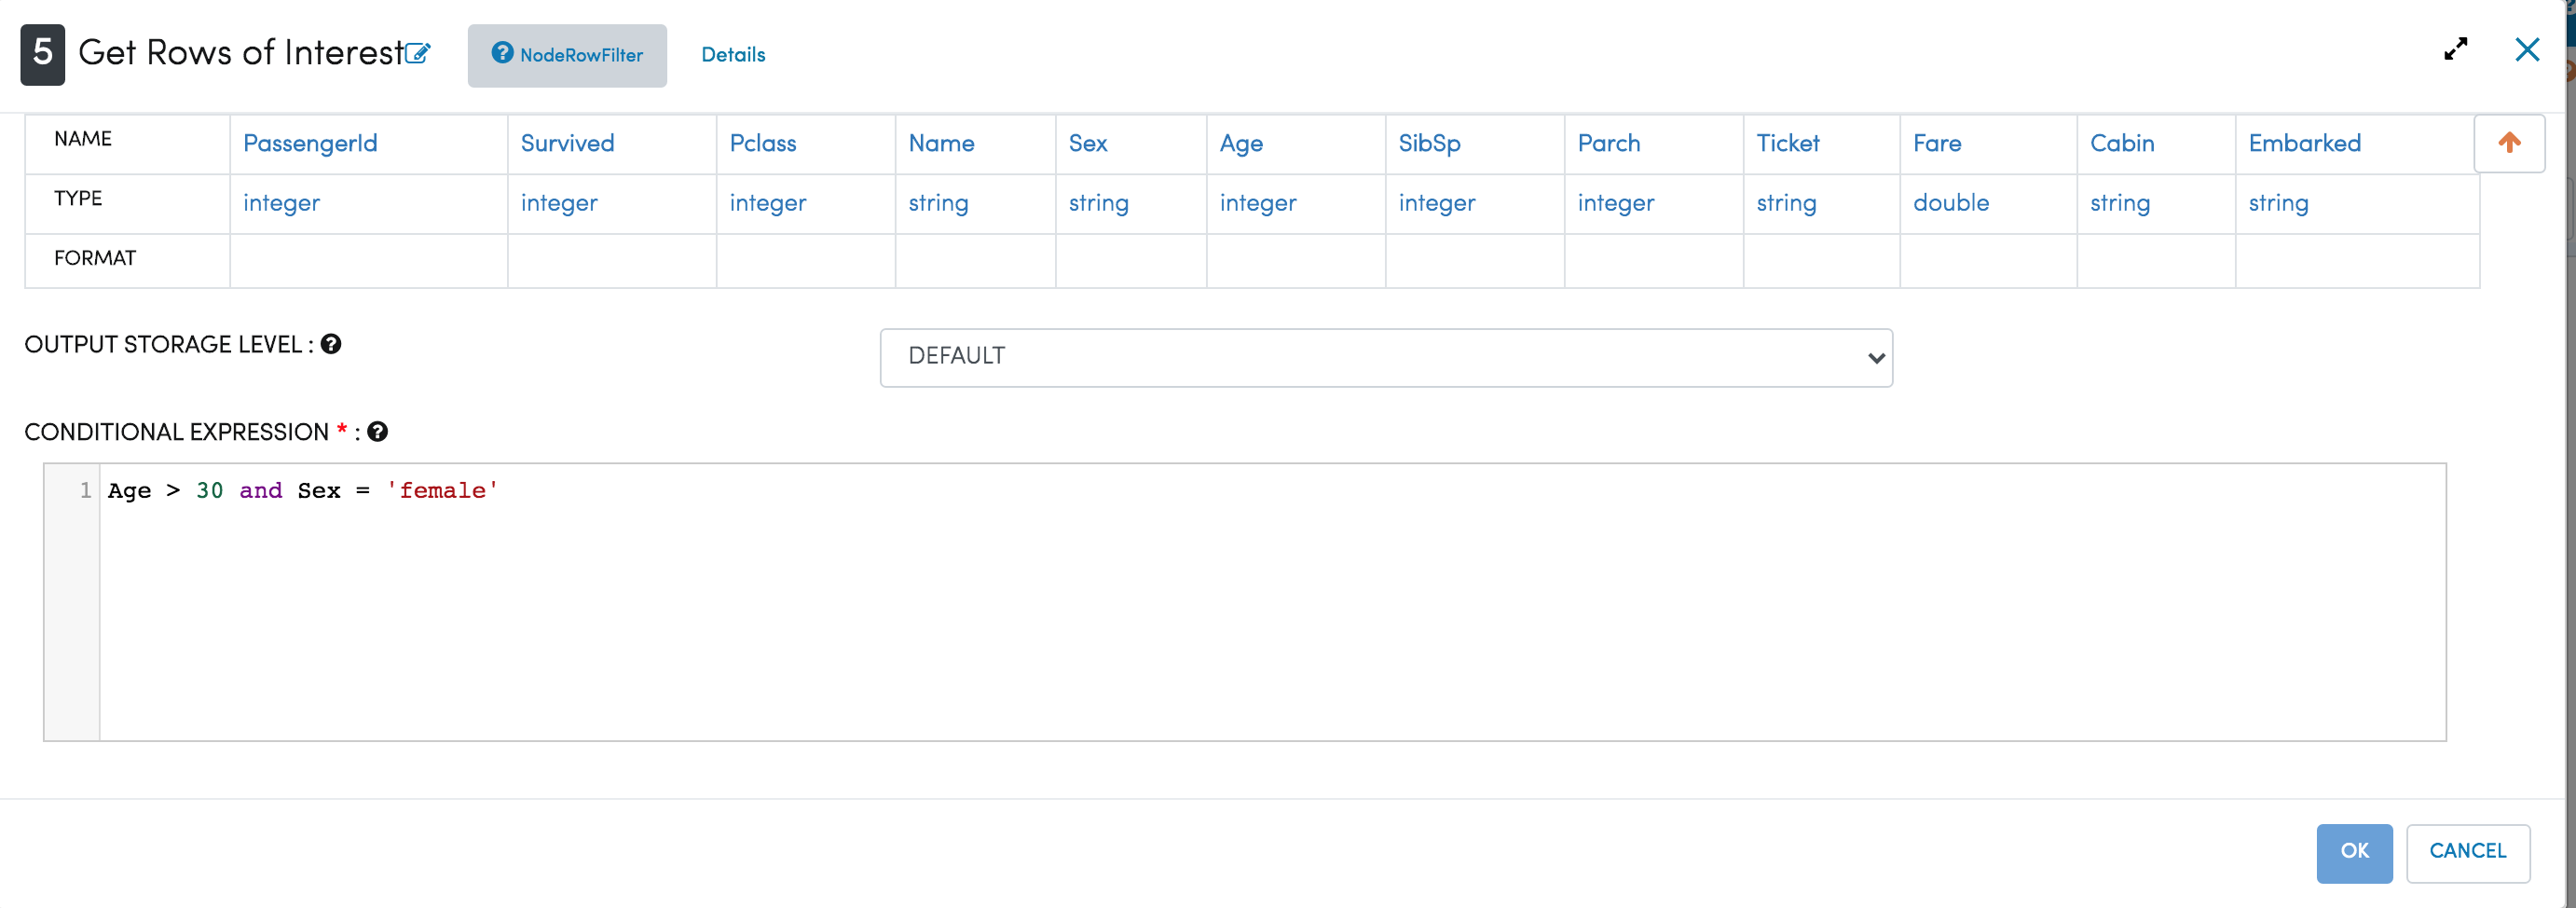 5 Get Rows of Interest NodeRowFilter Details
NAME PassengerId Survived Pclass Name Sex Age SibSp Parch Ticket Fare Cabin Embarked
TYPE integer integer integer string string integer integer integer string double string string
FORMAT
OUTPUT STORAGE LEVEL : DEFAULT
CONDITIONAL EXPRESSION * :
1 Age > 30 and Sex = 'female'
OK CANCEL